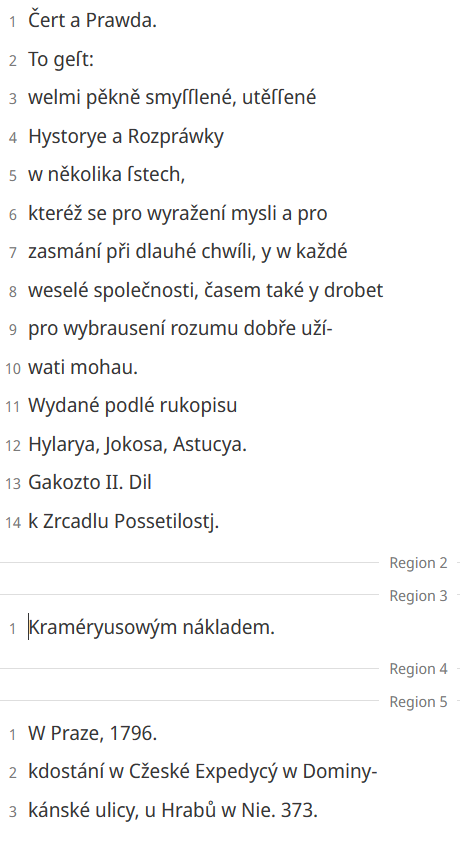 1 Čert a Prawda.
2 To geſt:
3 welmi pěkně smyſſlené, utěſſené
4 Hystorye a Rozpráwky
5 w několika ſstech,
6 kteréž se pro wyražení mysli a pro
7 zasmání při dlauhé chwíli, y w každé
8 weselé společnosti, časem také y drobet
9 pro wybrausení rozumu dobře uží-
10 wati mohau.
11 Wydané podlé rukopisu
12 Hylarya, Jokosa, Astucya.
13 Gakozto II. Dil
14 k Zrcadlu Possetilostj.
Region 2
Region 3
1 Kraméryusowým nákladem.
Region 4
Region 5
1 W Praze, 1796.
2 kdostání w Cžeské Expedycý w Dominy-
3 kánské ulicy, u Hrabů w Nie. 373.